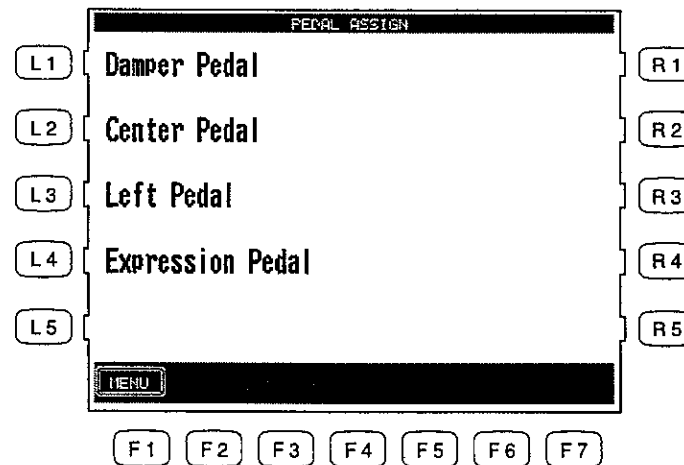 PEDAL ASSIGN
L1 Damper Pedal R1
L2 Center Pedal R2
L3 Left Pedal R3
L4 Expression Pedal R4
L5 R5
MENU
F1 F2 F3 F4 F5 F6 F7